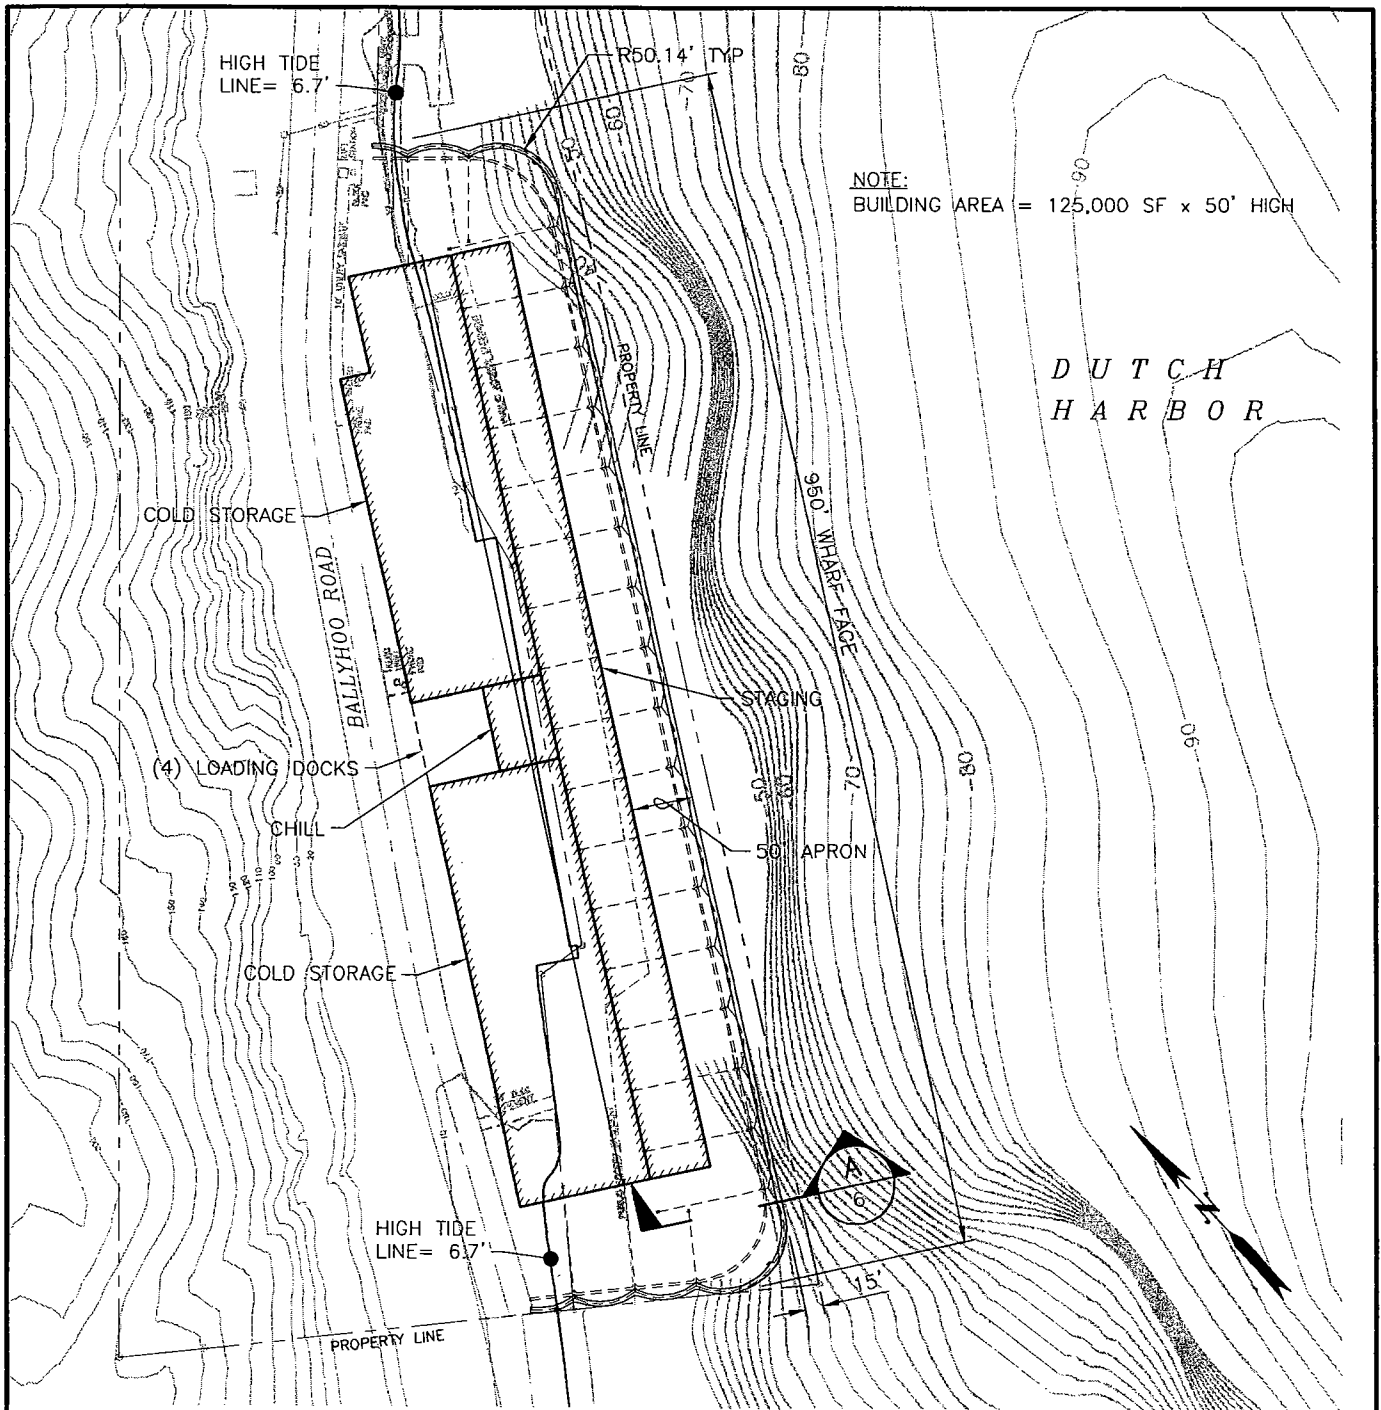 HIGH TIDE
LINE= 6.7'
R50.14' TYP
-70-
-80
-60-
50
NOTE:
BUILDING AREA = 125,000 SF x 50' HIGH
-90
DUTCH
HARBOR
PROPERTY LINE
COLD STORAGE
BALLYHOO ROAD
950' WHARF FACE
STAGING
(4) LOADING DOCKS
50
60
-70-
-80
90
CHILL
50' APRON
COLD STORAGE
A
6
N
HIGH TIDE
LINE= 6.7'
15'
PROPERTY LINE